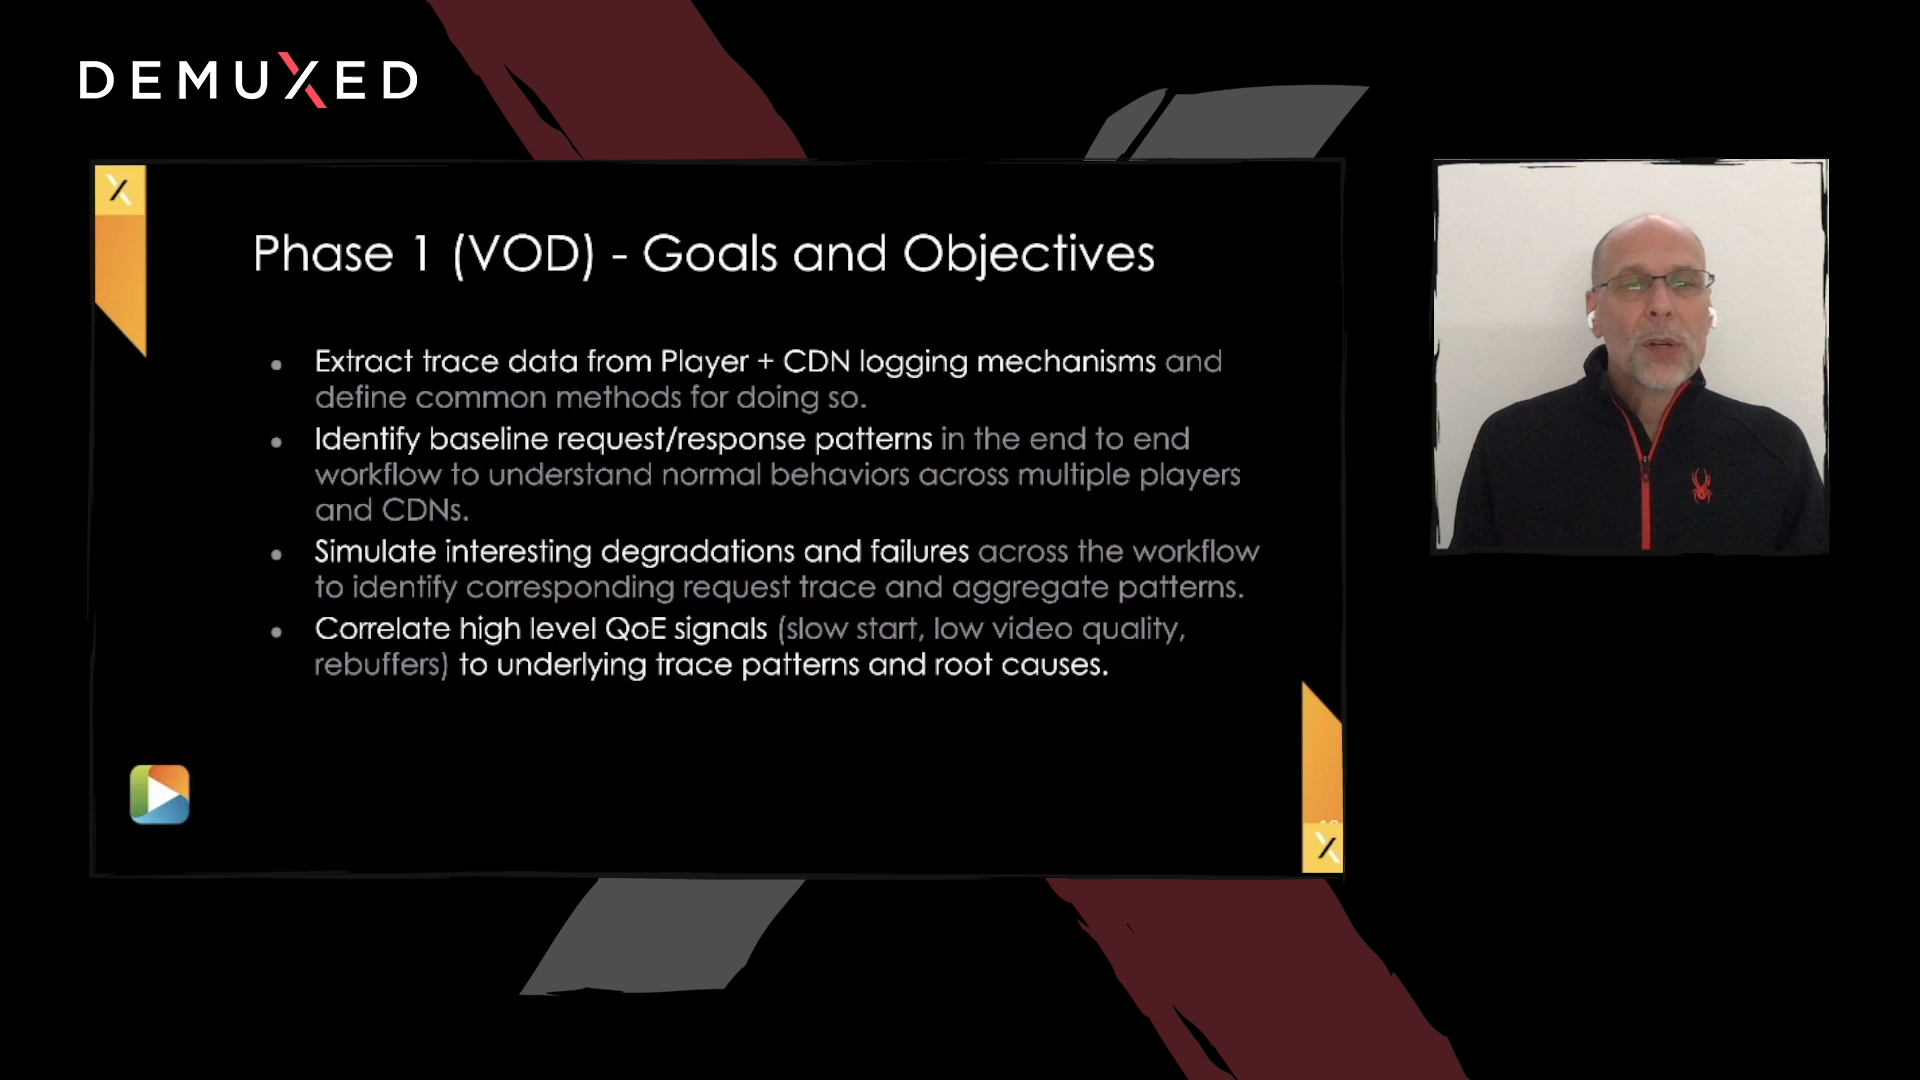 DEMUXED
Phase 1 (VOD) - Goals and Objectives
Extract trace data from Player + CDN logging mechanisms and
define common methods for doing so.
Identify baseline request/response patterns in the end to end
workflow to understand normal behaviors across multiple players
and CDNs.
Simulate interesting degradations and failures across the workflow
to identify corresponding request trace and aggregate patterns.
Correlate high level QoE signals (slow start, low video quality,
rebuffers) to underlying trace patterns and root causes.